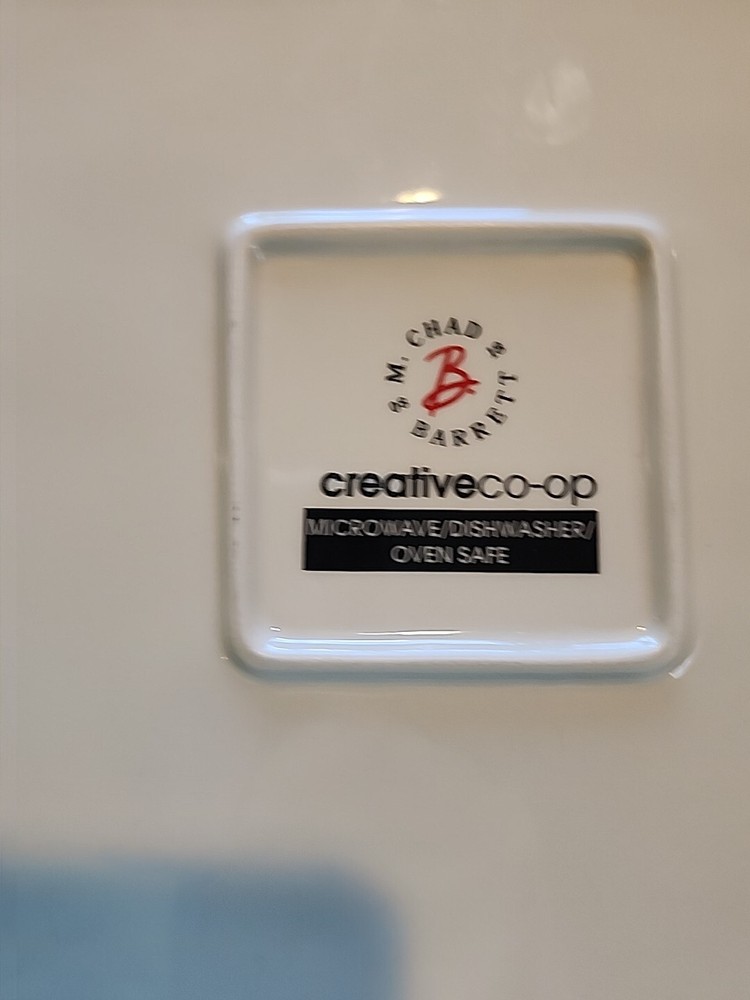 & M. CHAD & BARRETT
B.
creativeco-op
MICROWAVE/DISHWASHER/
OVEN SAFE